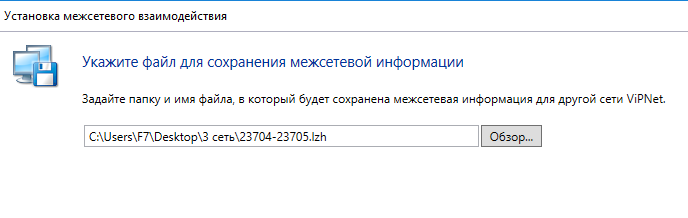 Установка межсетевого взаимодействия
Укажите файл для сохранения межсетевой информации
Задайте папку и имя файла, в который будет сохранена межсетевая информация для другой сети ViPNet.
C:\Users\F7\Desktop\3 сеть\23704-23705.lzh
Обзор...